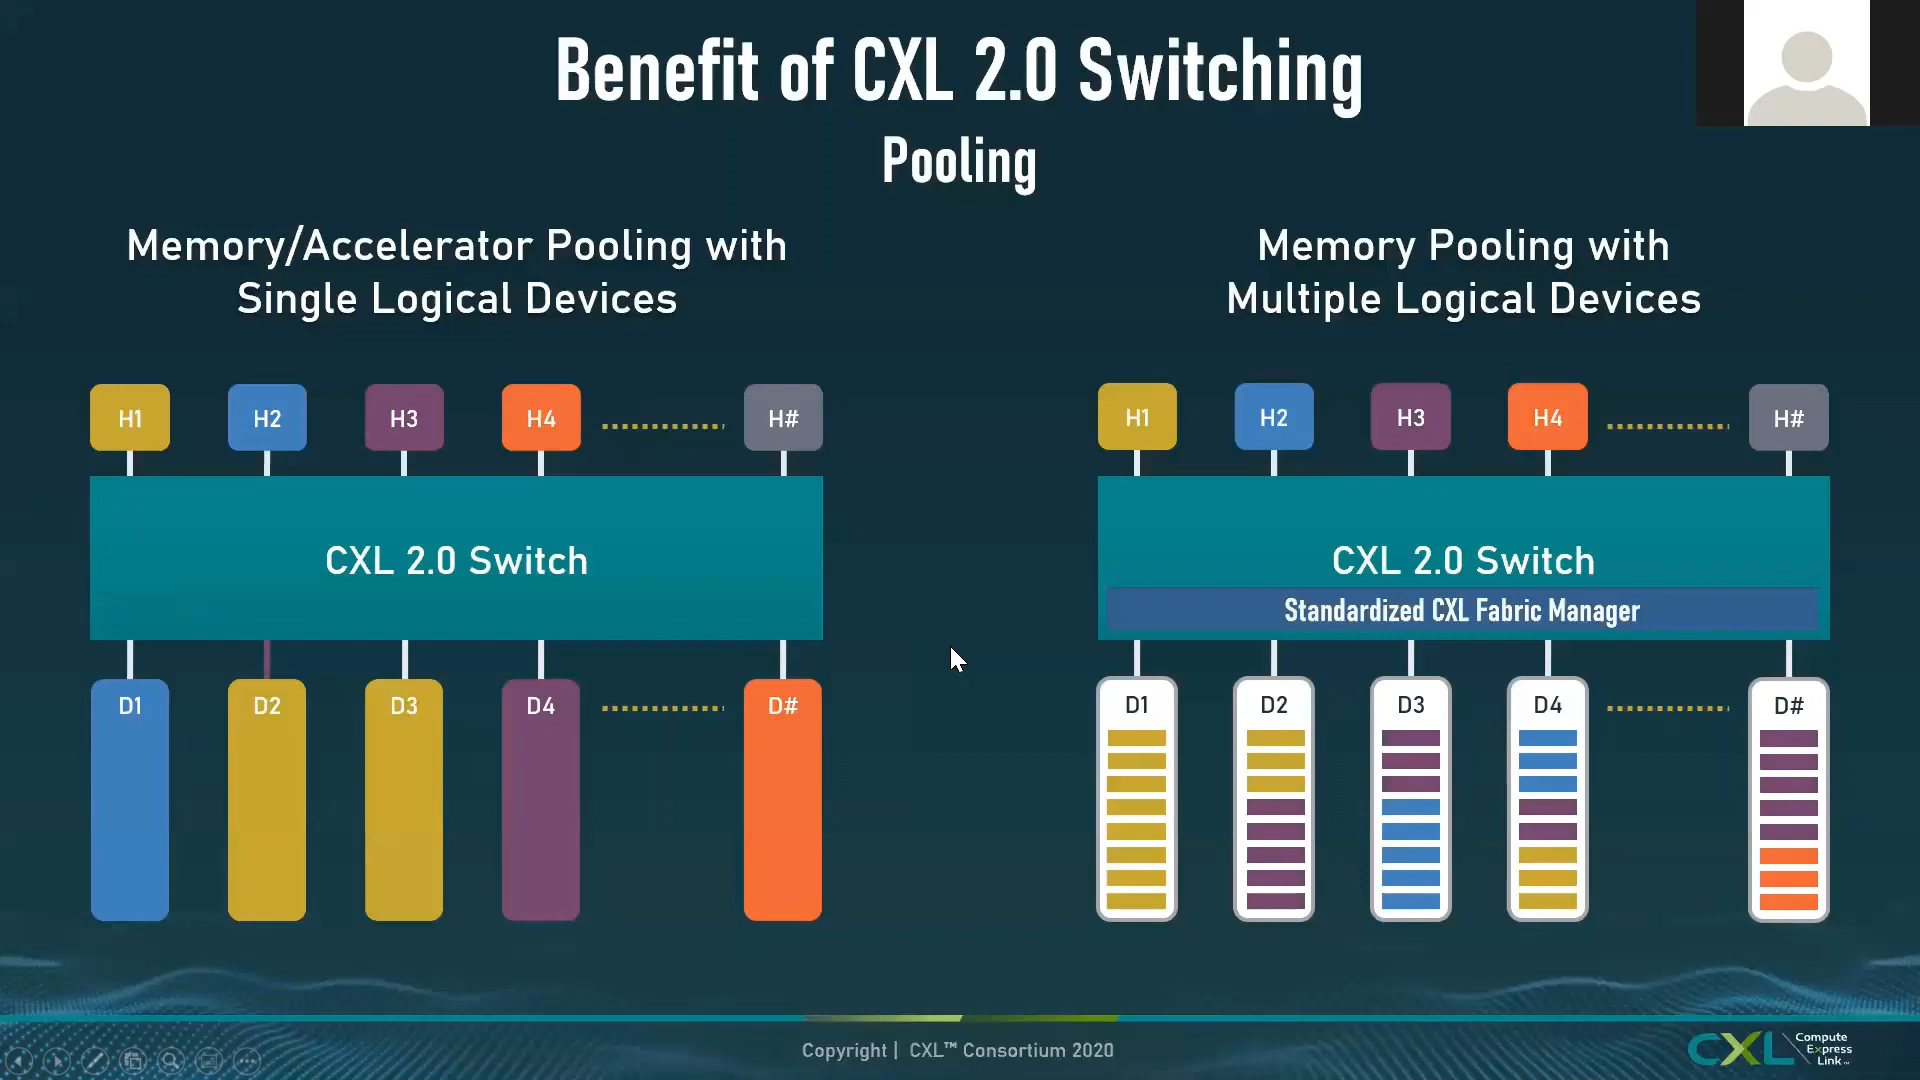 Benefit of CXL 2.0 Switching
Pooling
Memory/Accelerator Pooling with
Single Logical Devices
H1 H2 H3 H4 H#
CXL 2.0 Switch
D1 D2 D3 D4 D#
Memory Pooling with
Multiple Logical Devices
H1 H2 H3 H4 H#
CXL 2.0 Switch
Standardized CXL Fabric Manager
D1 D2 D3 D4 D#
Copyright | CXL™ Consortium 2020
CXL
Compute
Express
Link™